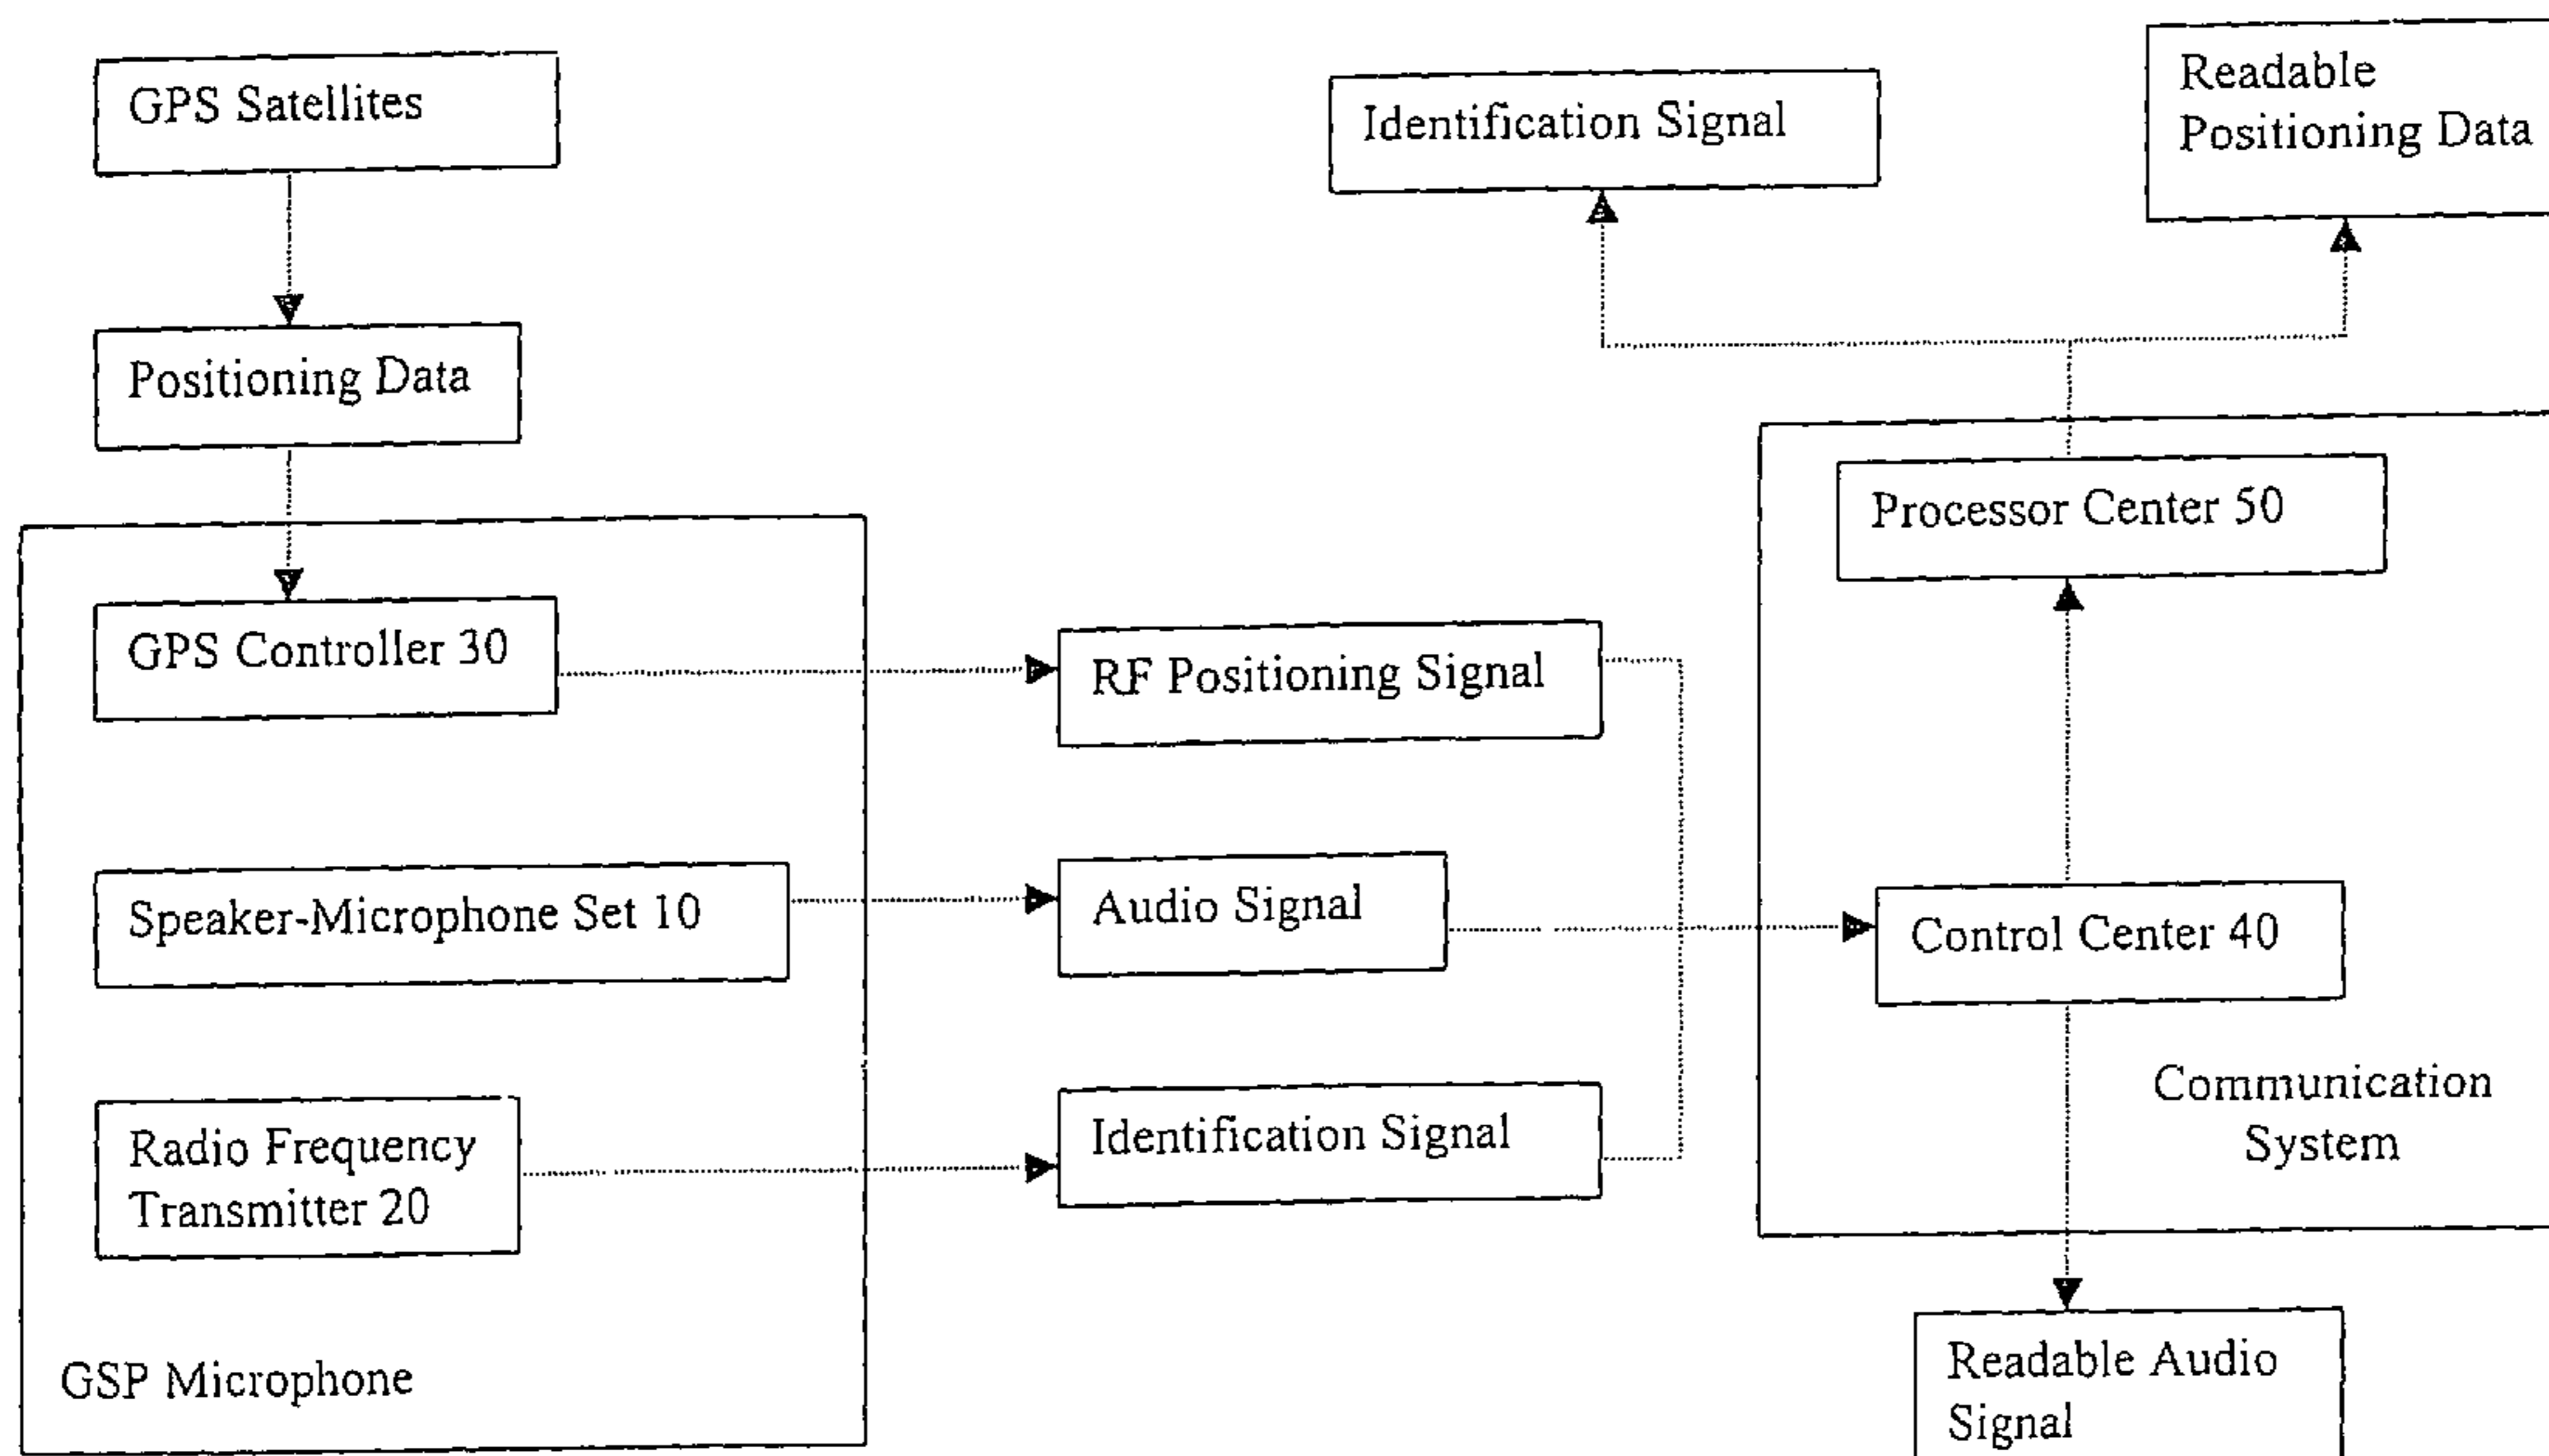 GPS Satellites
Identification Signal
Readable
Positioning Data
Positioning Data
Processor Center 50
GPS Controller 30
RF Positioning Signal
Speaker-Microphone Set 10
Audio Signal
Control Center 40
Communication
System
Radio Frequency
Transmitter 20
Identification Signal
GSP Microphone
Readable Audio
Signal